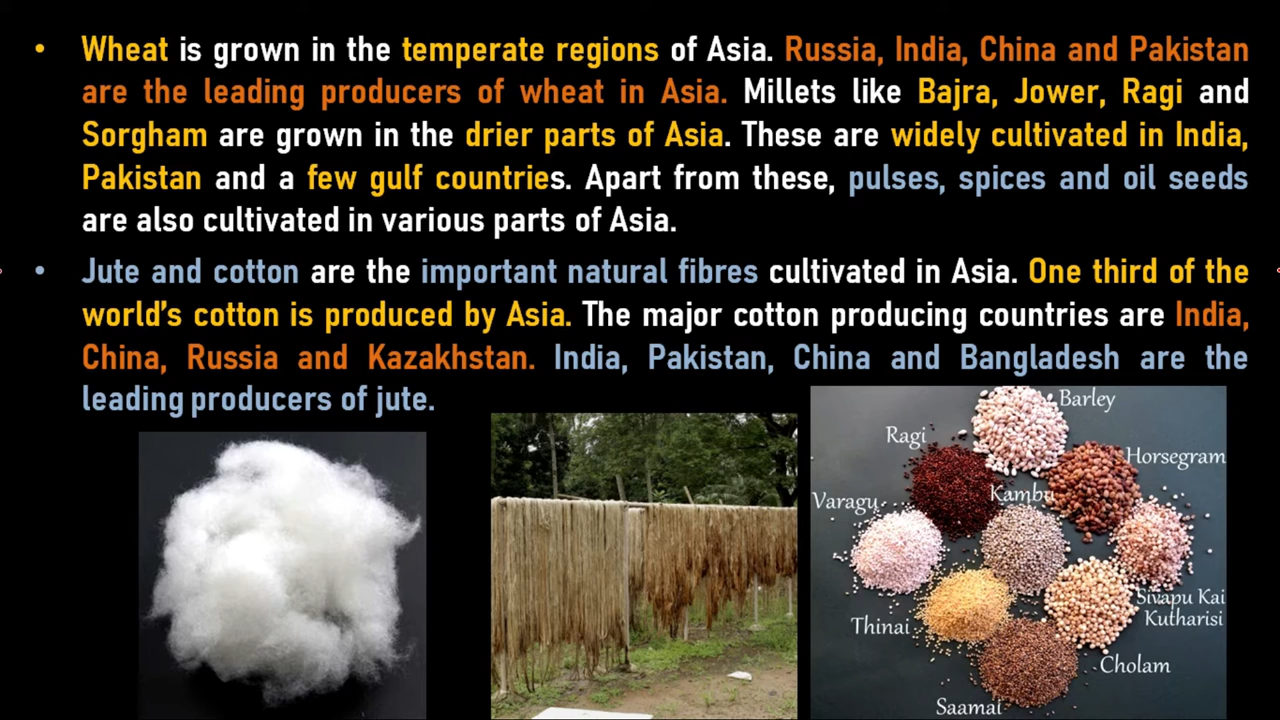 • Wheat is grown in the temperate regions of Asia. Russia, India, China and Pakistan
are the leading producers of wheat in Asia. Millets like Bajra, Jower, Ragi and
Sorgham are grown in the drier parts of Asia. These are widely cultivated in India,
Pakistan and a few gulf countries. Apart from these, pulses, spices and oil seeds
are also cultivated in various parts of Asia.
• Jute and cotton are the important natural fibres cultivated in Asia. One third of the
world's cotton is produced by Asia. The major cotton producing countries are India,
China, Russia and Kazakhstan. India, Pakistan, China and Bangladesh are the
leading producers of jute.
Barley
Ragi
Horsegram
Kambu
Varagu
Sivapu Kai
Kutharisi
Thinai
Cholam
Saamai